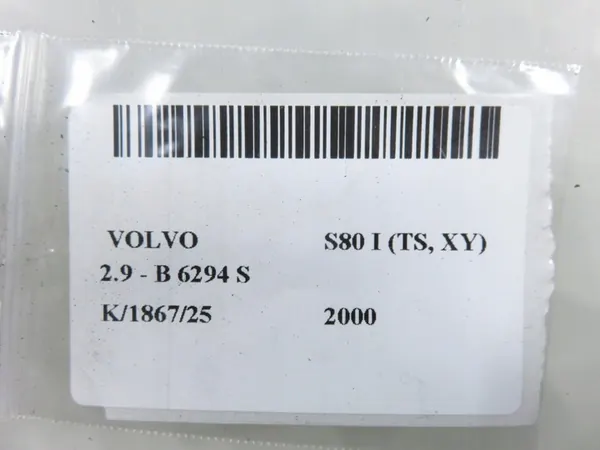 VOLVO S80 I (TS, XY)
2.9 - B 6294 S
K/1867/25 2000